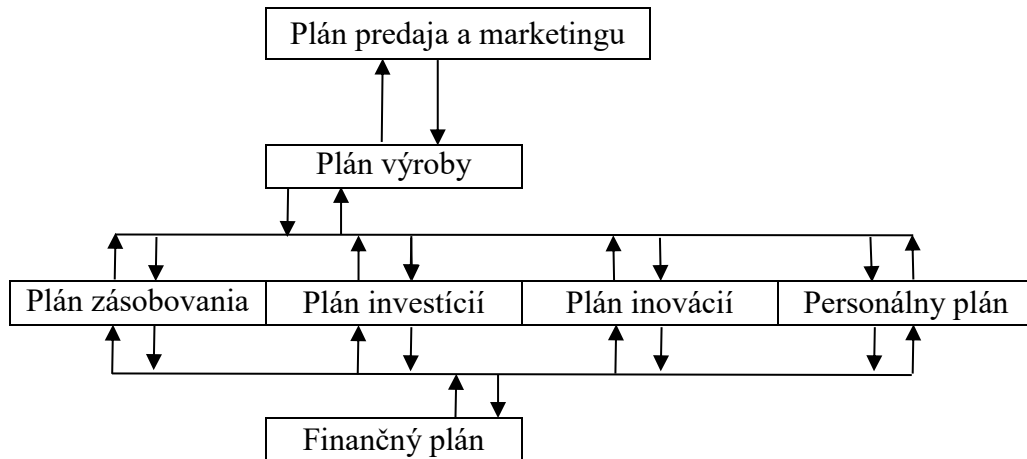 Plán predaja a marketingu
Plán výroby
Plán zásobovania
Plán investícií
Plán inovácií
Personálny plán
Finančný plán